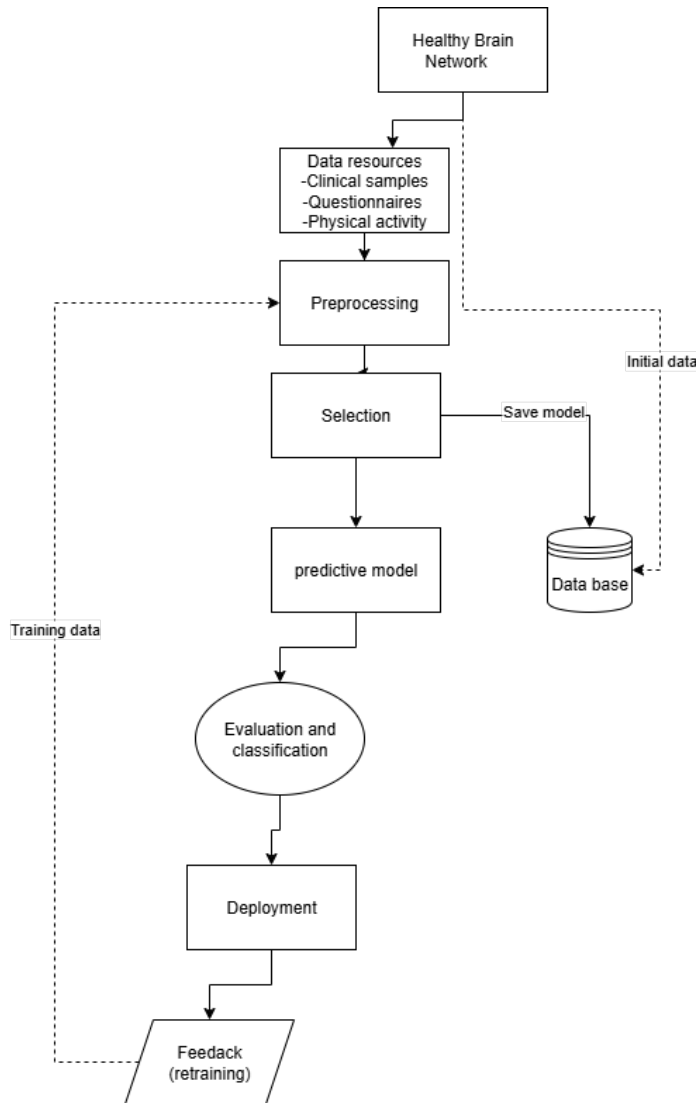 Healthy Brain
Network
Data resources
-Clinical samples
-Questionnaires
-Physical activity
Preprocessing
Initial data
Selection
Save model
predictive model
Data base
Training data
Evaluation and
classification
Deployment
Feedack
(retraining)